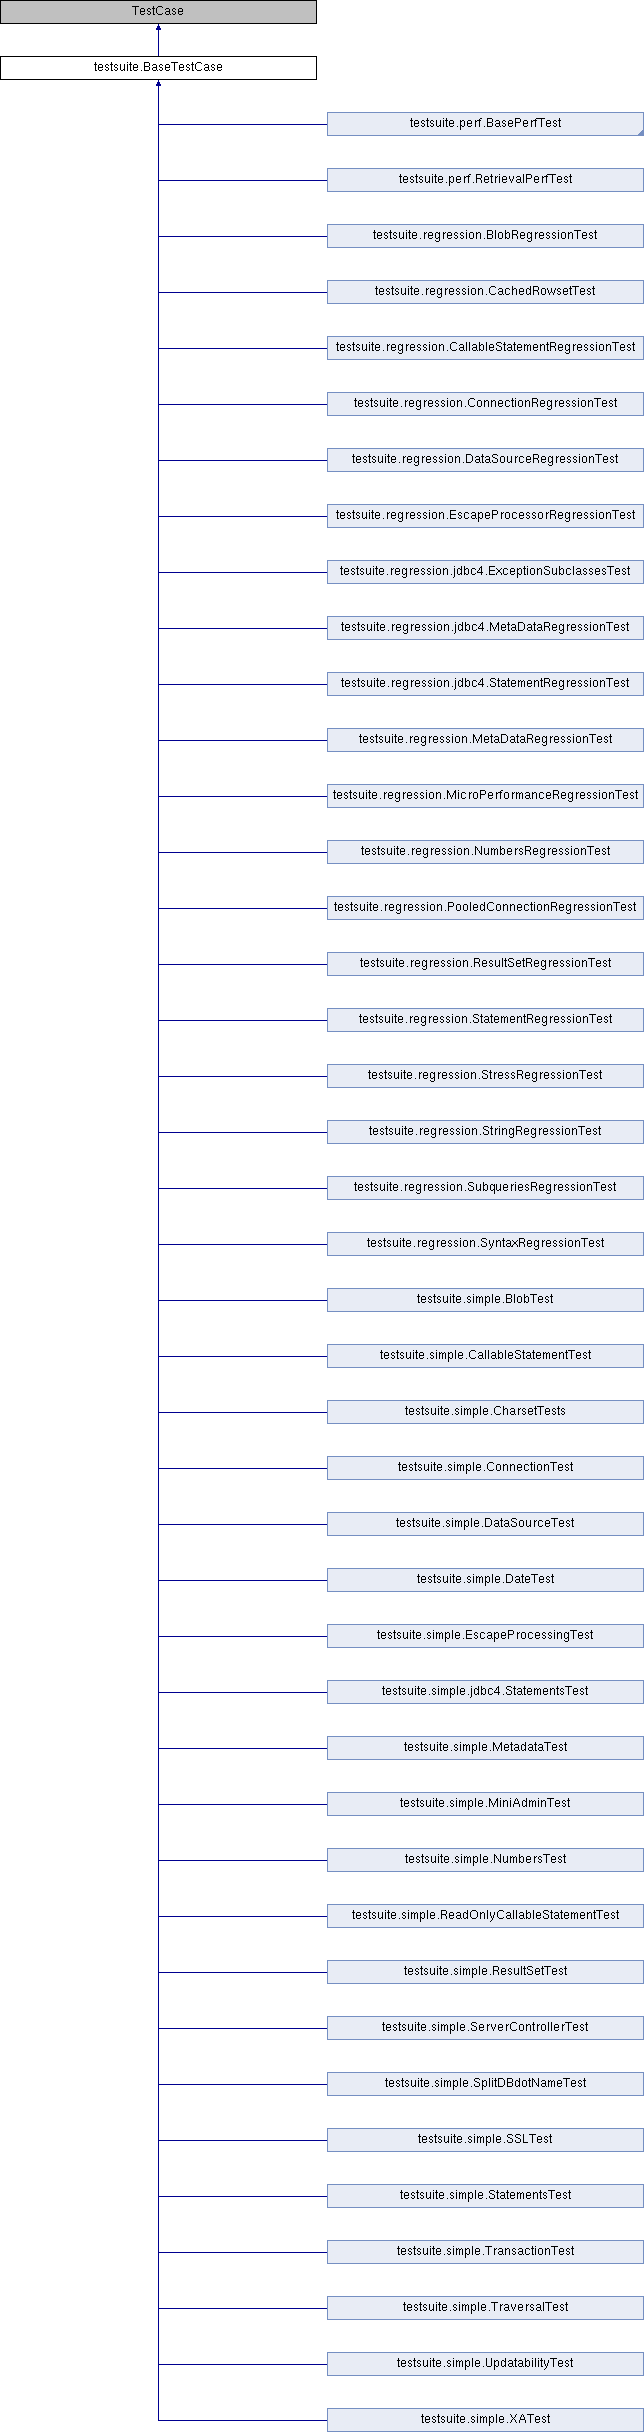 TestCase
testsuite.BaseTestCase
testsuite.perf.BasePerfTest
testsuite.perf.RetrievalPerfTest
testsuite.regression.BlobRegressionTest
testsuite.regression.CachedRowsetTest
testsuite.regression.CallableStatementRegressionTest
testsuite.regression.ConnectionRegressionTest
testsuite.regression.DataSourceRegressionTest
testsuite.regression.EscapeProcessorRegressionTest
testsuite.regression.jdbc4.ExceptionSubclassesTest
testsuite.regression.jdbc4.MetaDataRegressionTest
testsuite.regression.jdbc4.StatementRegressionTest
testsuite.regression.MetaDataRegressionTest
testsuite.regression.MicroPerformanceRegressionTest
testsuite.regression.NumbersRegressionTest
testsuite.regression.PooledConnectionRegressionTest
testsuite.regression.ResultSetRegressionTest
testsuite.regression.StatementRegressionTest
testsuite.regression.StressRegressionTest
testsuite.regression.StringRegressionTest
testsuite.regression.SubqueriesRegressionTest
testsuite.regression.SyntaxRegressionTest
testsuite.simple.BlobTest
testsuite.simple.CallableStatementTest
testsuite.simple.CharsetTests
testsuite.simple.ConnectionTest
testsuite.simple.DataSourceTest
testsuite.simple.DateTest
testsuite.simple.EscapeProcessingTest
testsuite.simple.jdbc4.StatementsTest
testsuite.simple.MetadataTest
testsuite.simple.MiniAdminTest
testsuite.simple.NumbersTest
testsuite.simple.ReadOnlyCallableStatementTest
testsuite.simple.ResultSetTest
testsuite.simple.ServerControllerTest
testsuite.simple.SplitDBdotNameTest
testsuite.simple.SSLTest
testsuite.simple.StatementsTest
testsuite.simple.TransactionTest
testsuite.simple.TraversalTest
testsuite.simple.UpdatabilityTest
testsuite.simple.XATest